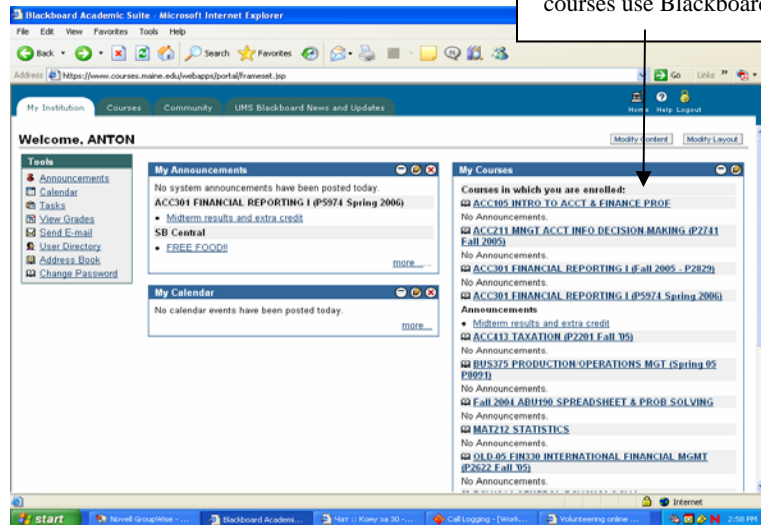 courses use Blackboard
Blackboard Academic Suite - Microsoft Internet Explorer
File Edit View Favorites Tools Help
Back Search Favorites
Address https://www.courses.maine.edu/webapps/portal/frameset.jsp Go Links »
My Institution Courses Community UMS Blackboard News and Updates Home Help Logout
Welcome, ANTON Modify Content Modify Layout
Tools
Announcements
Calendar
Tasks
View Grades
Send E-mail
User Directory
Address Book
Change Password
My Announcements
No system announcements have been posted today.
ACC301 FINANCIAL REPORTING I (P5974 Spring 2006)
• Midterm results and extra credit
SB Central
• FREE FOOD!!
more......
My Calendar
No calendar events have been posted today.
more...
My Courses
Courses in which you are enrolled:
ACC105 INTRO TO ACCT & FINANCE PROF
No Announcements.
ACC211 MNGT ACCT INFO DECISION MAKING (P2741
Fall 2005)
No Announcements.
ACC301 FINANCIAL REPORTING I (Fall 2005 - P2829)
No Announcements.
ACC301 FINANCIAL REPORTING I (P5974 Spring 2006)
Announcements
• Midterm results and extra credit
ACC413 TAXATION (P2201 Fall '05)
No Announcements.
BUS375 PRODUCTION/OPERATIONS MGT (Spring 05
P8091)
No Announcements.
Fall 2004 ABU190 SPREADSHEET & PROB SOLVING
No Announcements.
MAT212 STATISTICS
No Announcements.
OLD-05 FIN330 INTERNATIONAL FINANCIAL MGMT
(P2622 Fall '05)
No Announcements.
Internet
start Novell GroupWise - ... Blackboard Academi... Чат :: Кому за 30 -... Call Logging - [Work... Volunteering online ... 2:58 PM